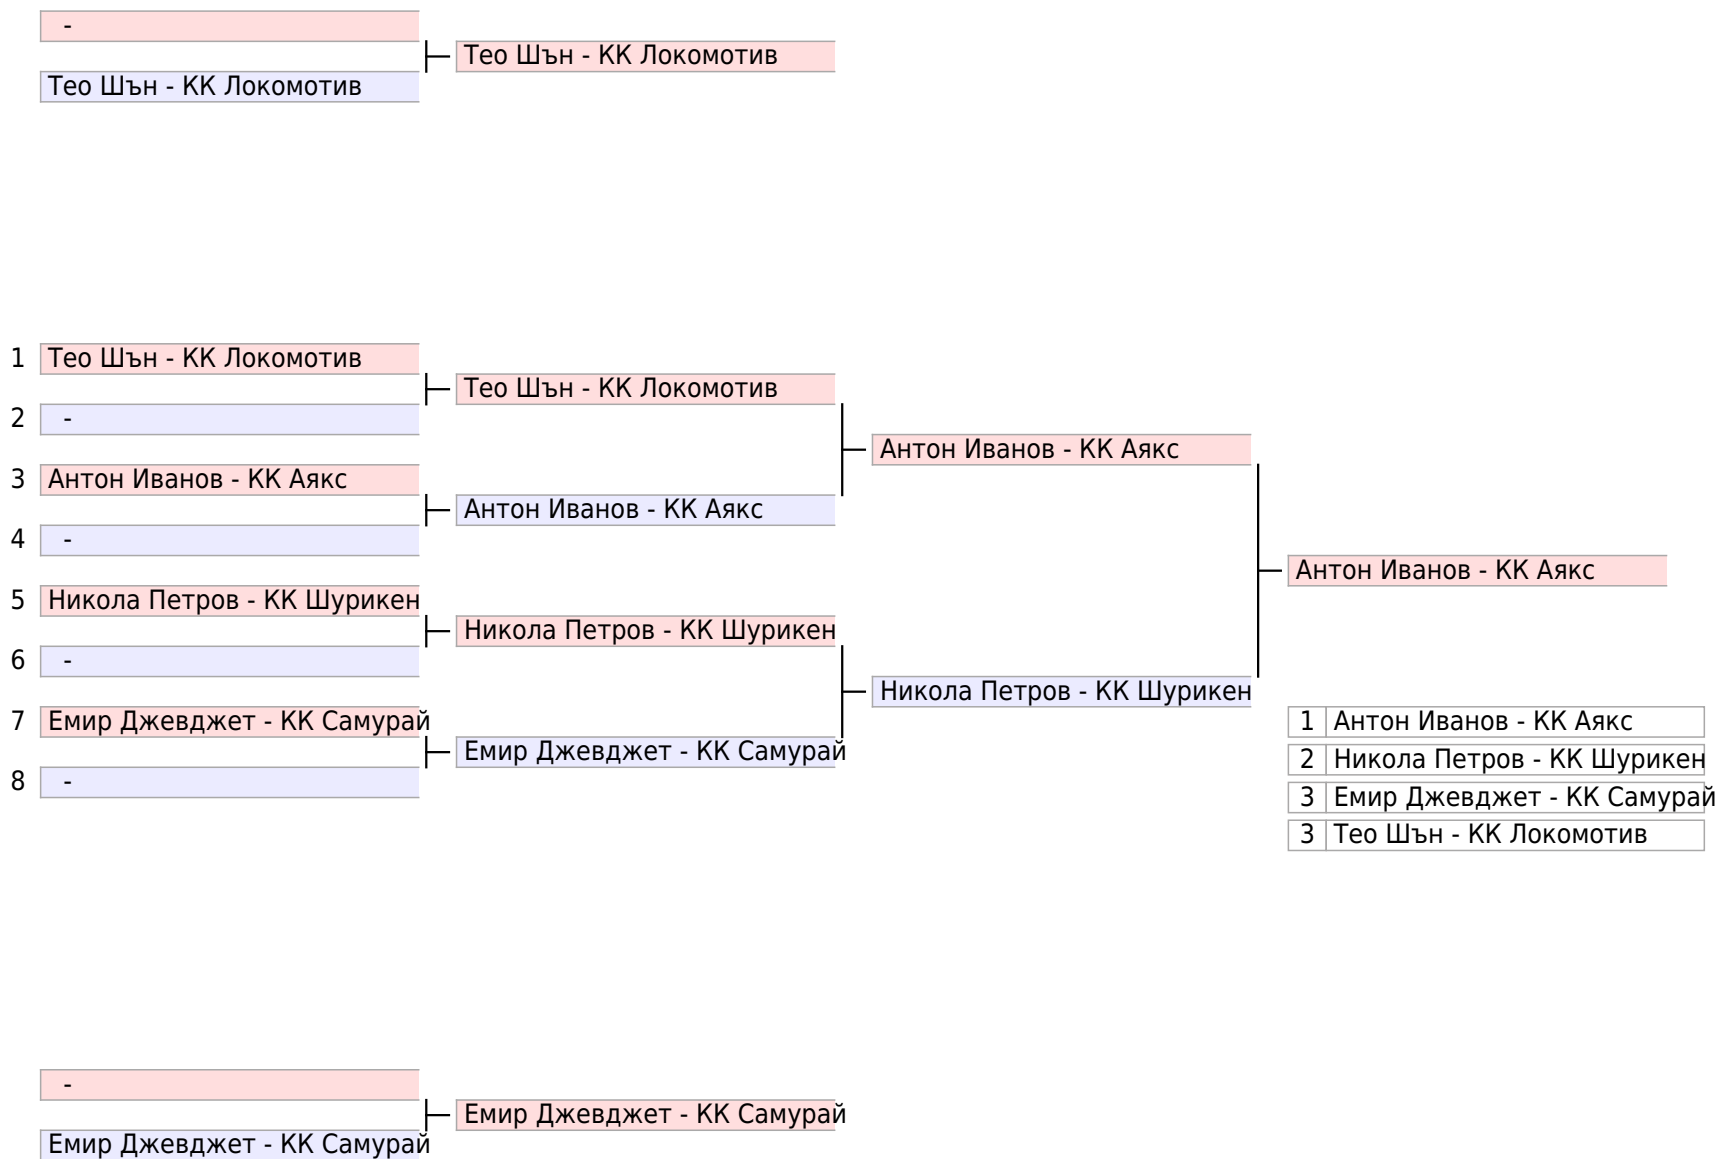 -
Тео Шън - КК Локомотив
Тео Шън - КК Локомотив
1 Тео Шън - КК Локомотив
Тео Шън - КК Локомотив
2 -
Антон Иванов - КК Аякс
3 Антон Иванов - КК Аякс
Антон Иванов - КК Аякс
4 -
Антон Иванов - КК Аякс
5 Никола Петров - КК Шурикен
Никола Петров - КК Шурикен
6 -
Никола Петров - КК Шурикен
7 Емир Джевджет - КК Самурай
Емир Джевджет - КК Самурай
8 -
1 Антон Иванов - КК Аякс
2 Никола Петров - КК Шурикен
3 Емир Джевджет - КК Самурай
3 Тео Шън - КК Локомотив
-
Емир Джевджет - КК Самурай
Емир Джевджет - КК Самурай